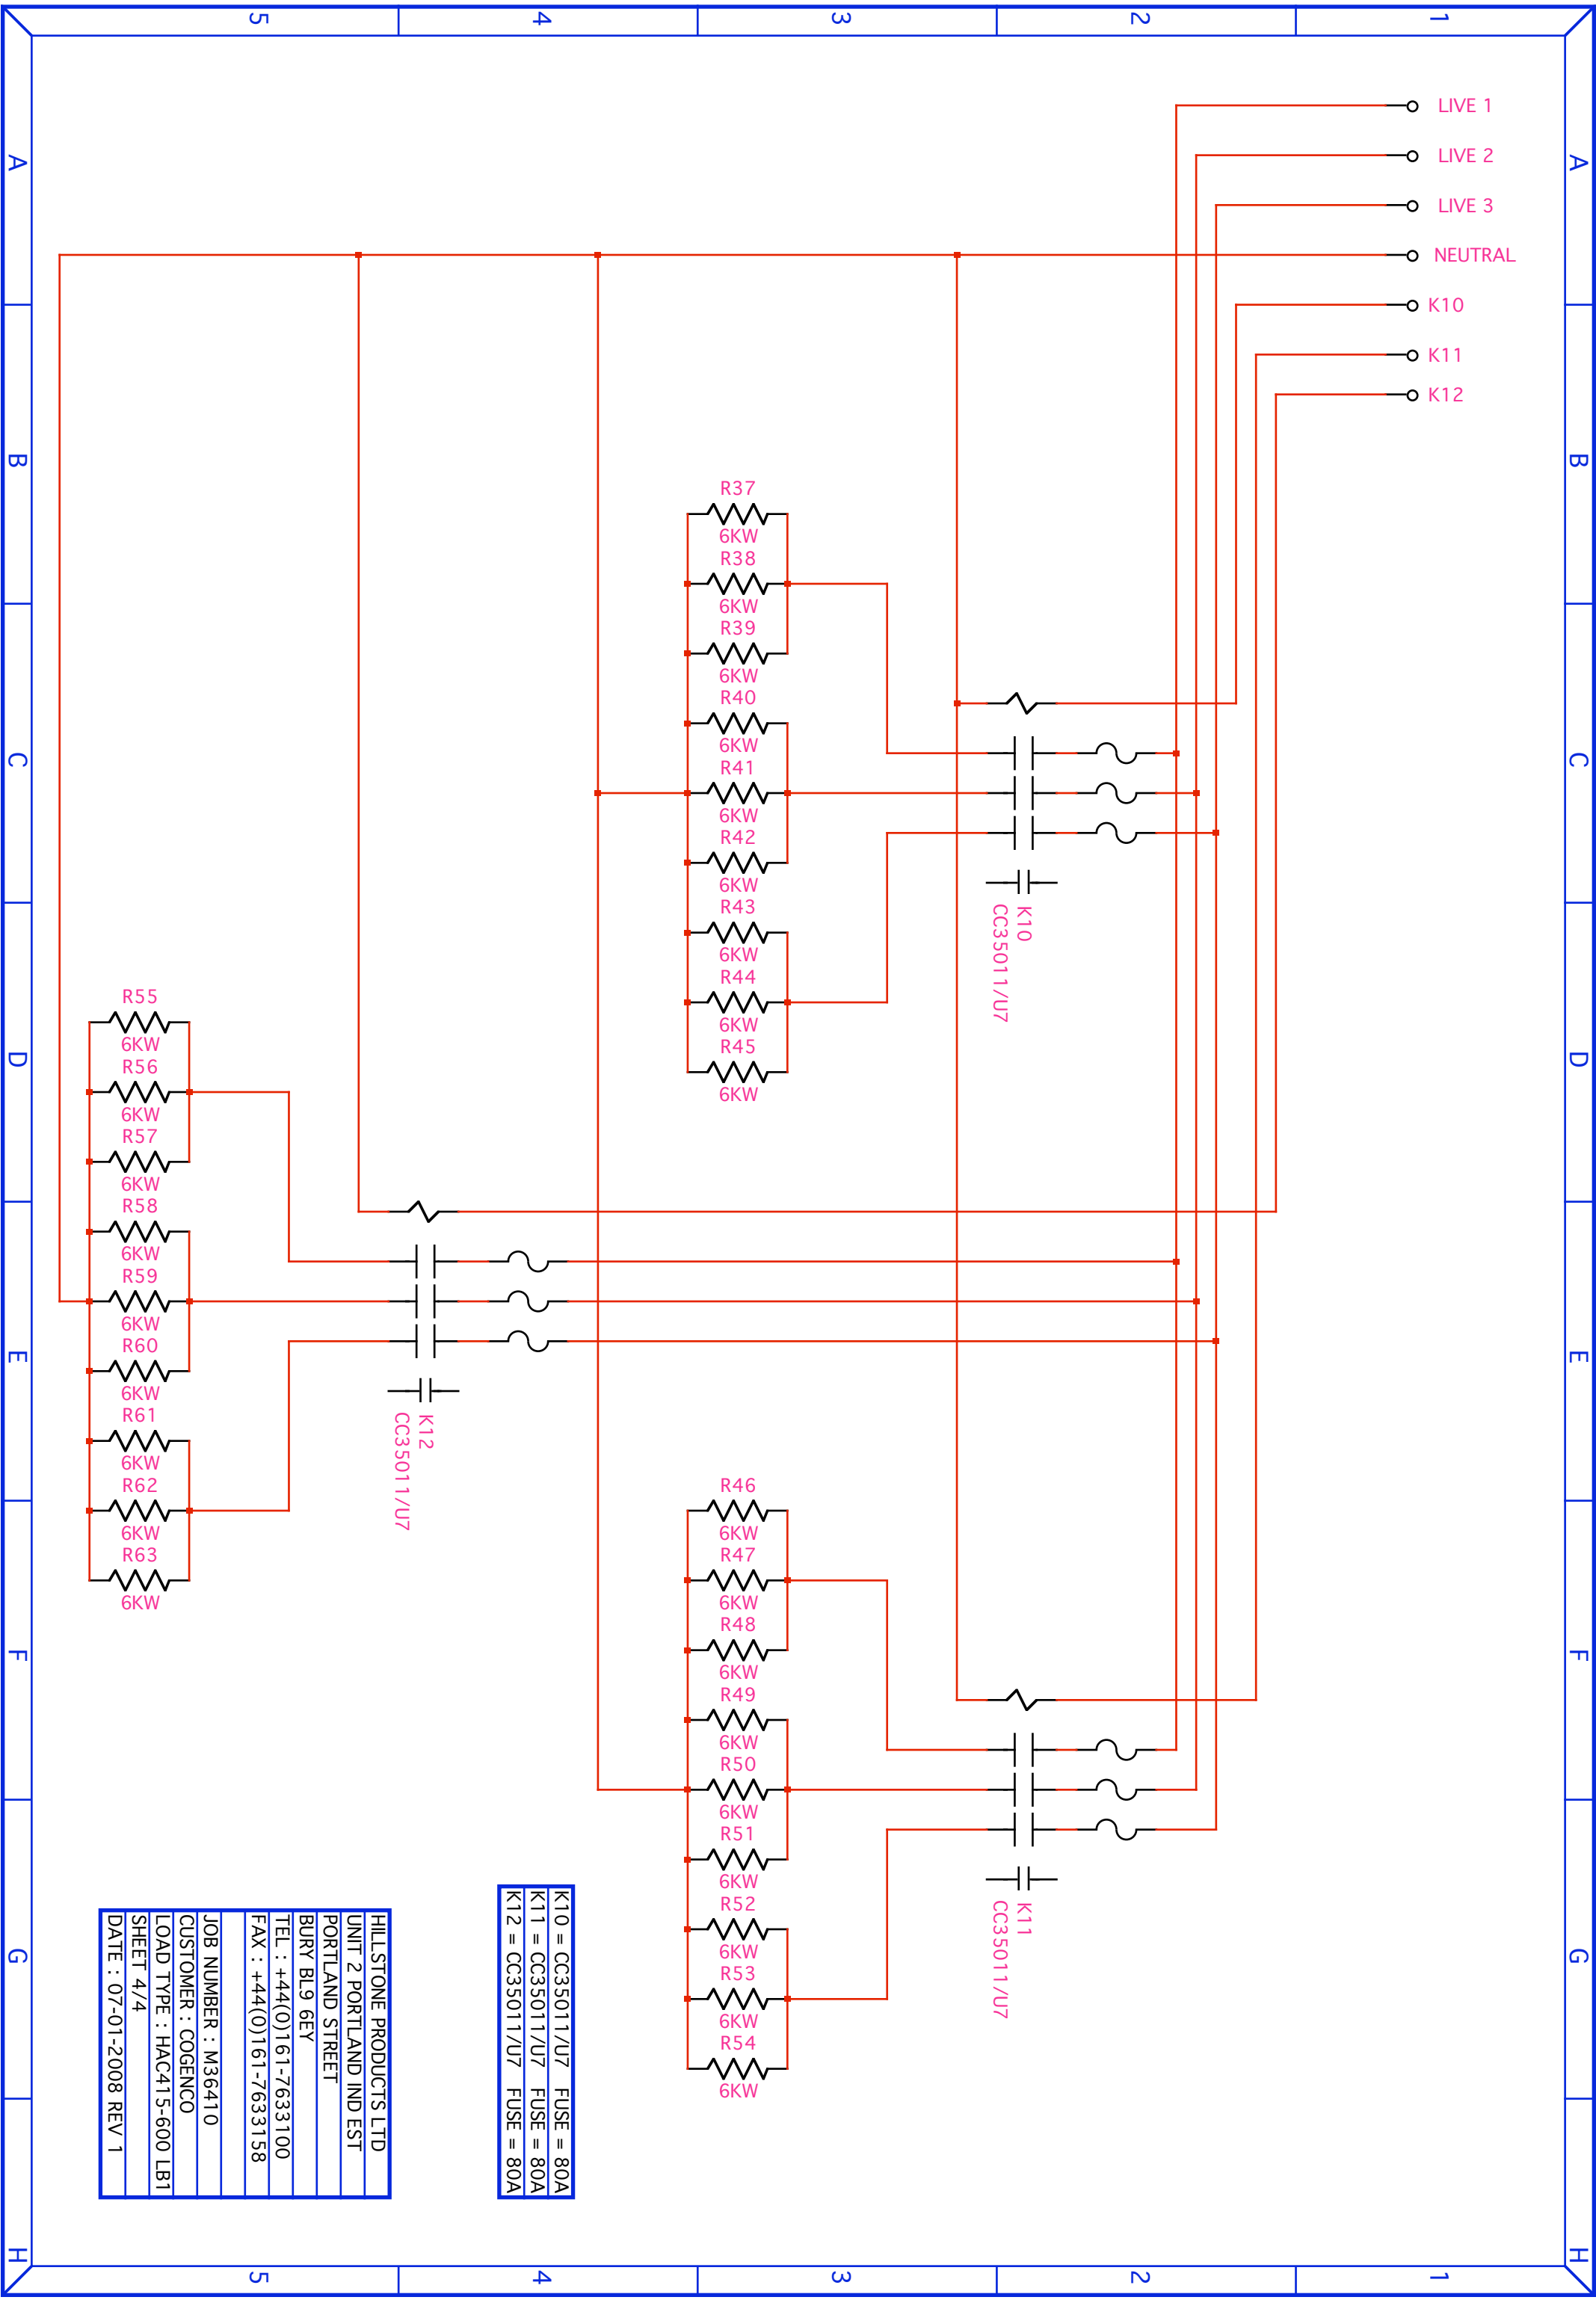 5 4 3 2 1
A A
B B
C C
D D
E E
F F
G G
H H
5 4 3 2 1
LIVE 1
LIVE 2
LIVE 3
NEUTRAL
K10
K11
K12
R37
6KW
R38
6KW
R39
6KW
R40
6KW
R41
6KW
R42
6KW
R43
6KW
R44
6KW
R45
6KW
K10
CC35011/U7
R55
6KW
R56
6KW
R57
6KW
R58
6KW
R59
6KW
R60
6KW
R61
6KW
R62
6KW
R63
6KW
K12
CC35011/U7
R46
6KW
R47
6KW
R48
6KW
R49
6KW
R50
6KW
R51
6KW
R52
6KW
R53
6KW
R54
6KW
K11
CC35011/U7
K10 = CC35011/U7 FUSE = 80A
K11 = CC35011/U7 FUSE = 80A
K12 = CC35011/U7 FUSE = 80A
HILLSTONE PRODUCTS LTD
UNIT 2 PORTLAND IND EST
PORTLAND STREET
BURY BL9 6EY
TEL : +44(0)161-7633100
FAX : +44(0)161-7633158
JOB NUMBER : M36410
CUSTOMER : COGENCO
LOAD TYPE : HAC415-600 LB1
SHEET 4/4
DATE : 07-01-2008 REV 1